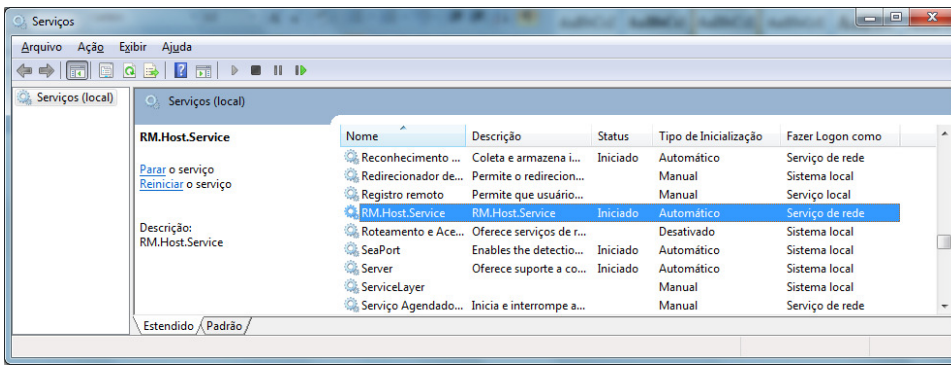 Serviços
Arquivo Ação Exibir Ajuda
Serviços (local)
Serviços (local)
RM.Host.Service
Parar o serviço
Reiniciar o serviço
Descrição:
RM.Host.Service
Nome Descrição Status Tipo de Inicialização Fazer Logon como
Reconhecimento ... Coleta e armazena i... Iniciado Automático Serviço de rede
Redirecionador de... Permite o redirecion... Manual Sistema local
Registro remoto Permite que usuário... Manual Serviço local
RM.Host.Service RM.Host.Service Iniciado Automático Serviço de rede
Roteamento e Ace... Oferece serviços de r... Desativado Sistema local
SeaPort Enables the detectio... Iniciado Automático Sistema local
Server Oferece suporte a co... Iniciado Automático Sistema local
ServiceLayer Manual Sistema local
Serviço Agendado... Inicia e interrompe a... Manual Serviço de rede
Estendido Padrão